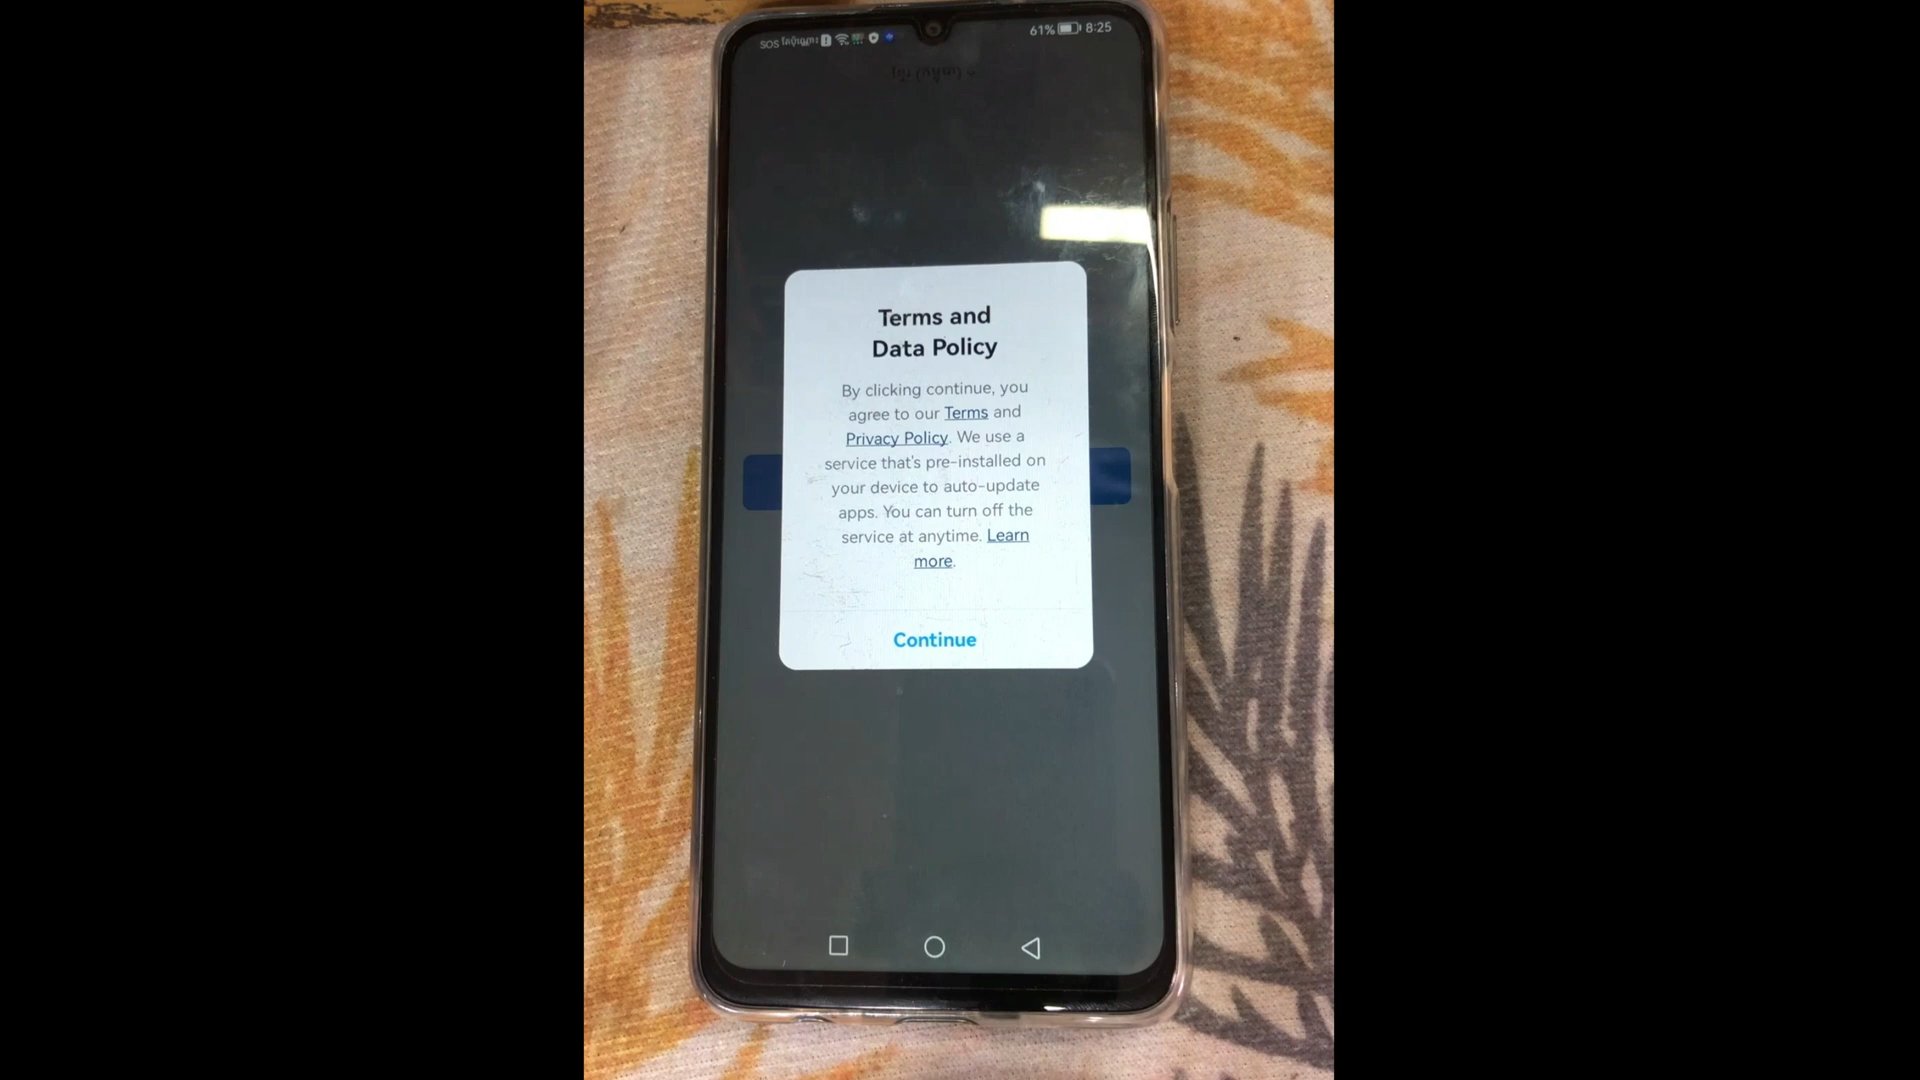 SOS
61% 8:25
Terms and
Data Policy
By clicking continue, you
agree to our Terms and
Privacy Policy. We use a
service that's pre-installed on
your device to auto-update
apps. You can turn off the
service at anytime. Learn
more.
Continue